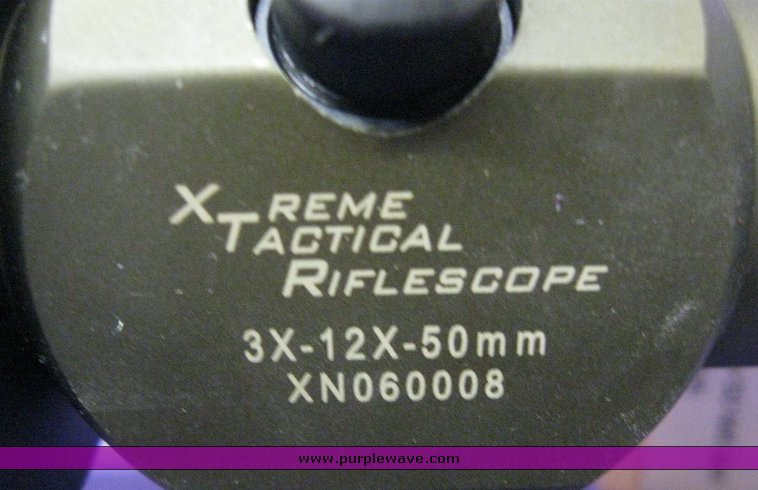 XTREME
TACTICAL
RIFLESCOPE
3X-12X-50mm
XN060008
www.purplewave.com